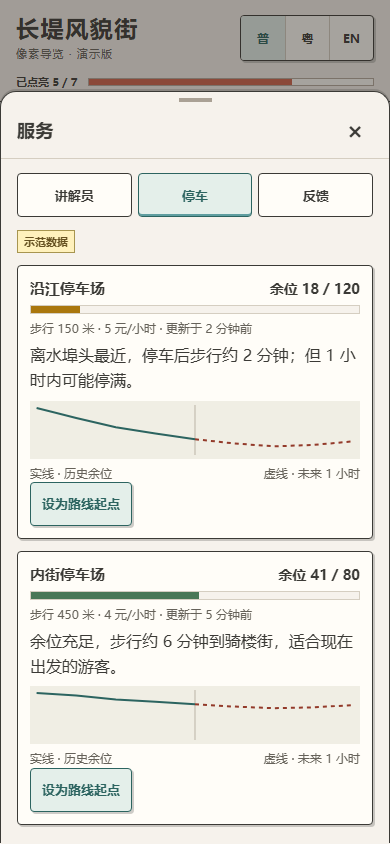 长堤风貌街
像素导览 · 演示版
普 粤 EN
已点亮 5 / 7
服务 ×
讲解员 停车 反馈
示范数据
沿江停车场 余位 18 / 120
步行 150 米 · 5 元/小时 · 更新于 2 分钟前
离水埠头最近，停车后步行约 2 分钟；但 1 小
时内可能停满。
实线 · 历史余位 虚线 · 未来 1 小时
设为路线起点
内街停车场 余位 41 / 80
步行 450 米 · 4 元/小时 · 更新于 5 分钟前
余位充足，步行约 6 分钟到骑楼街，适合现在
出发的游客。
实线 · 历史余位 虚线 · 未来 1 小时
设为路线起点